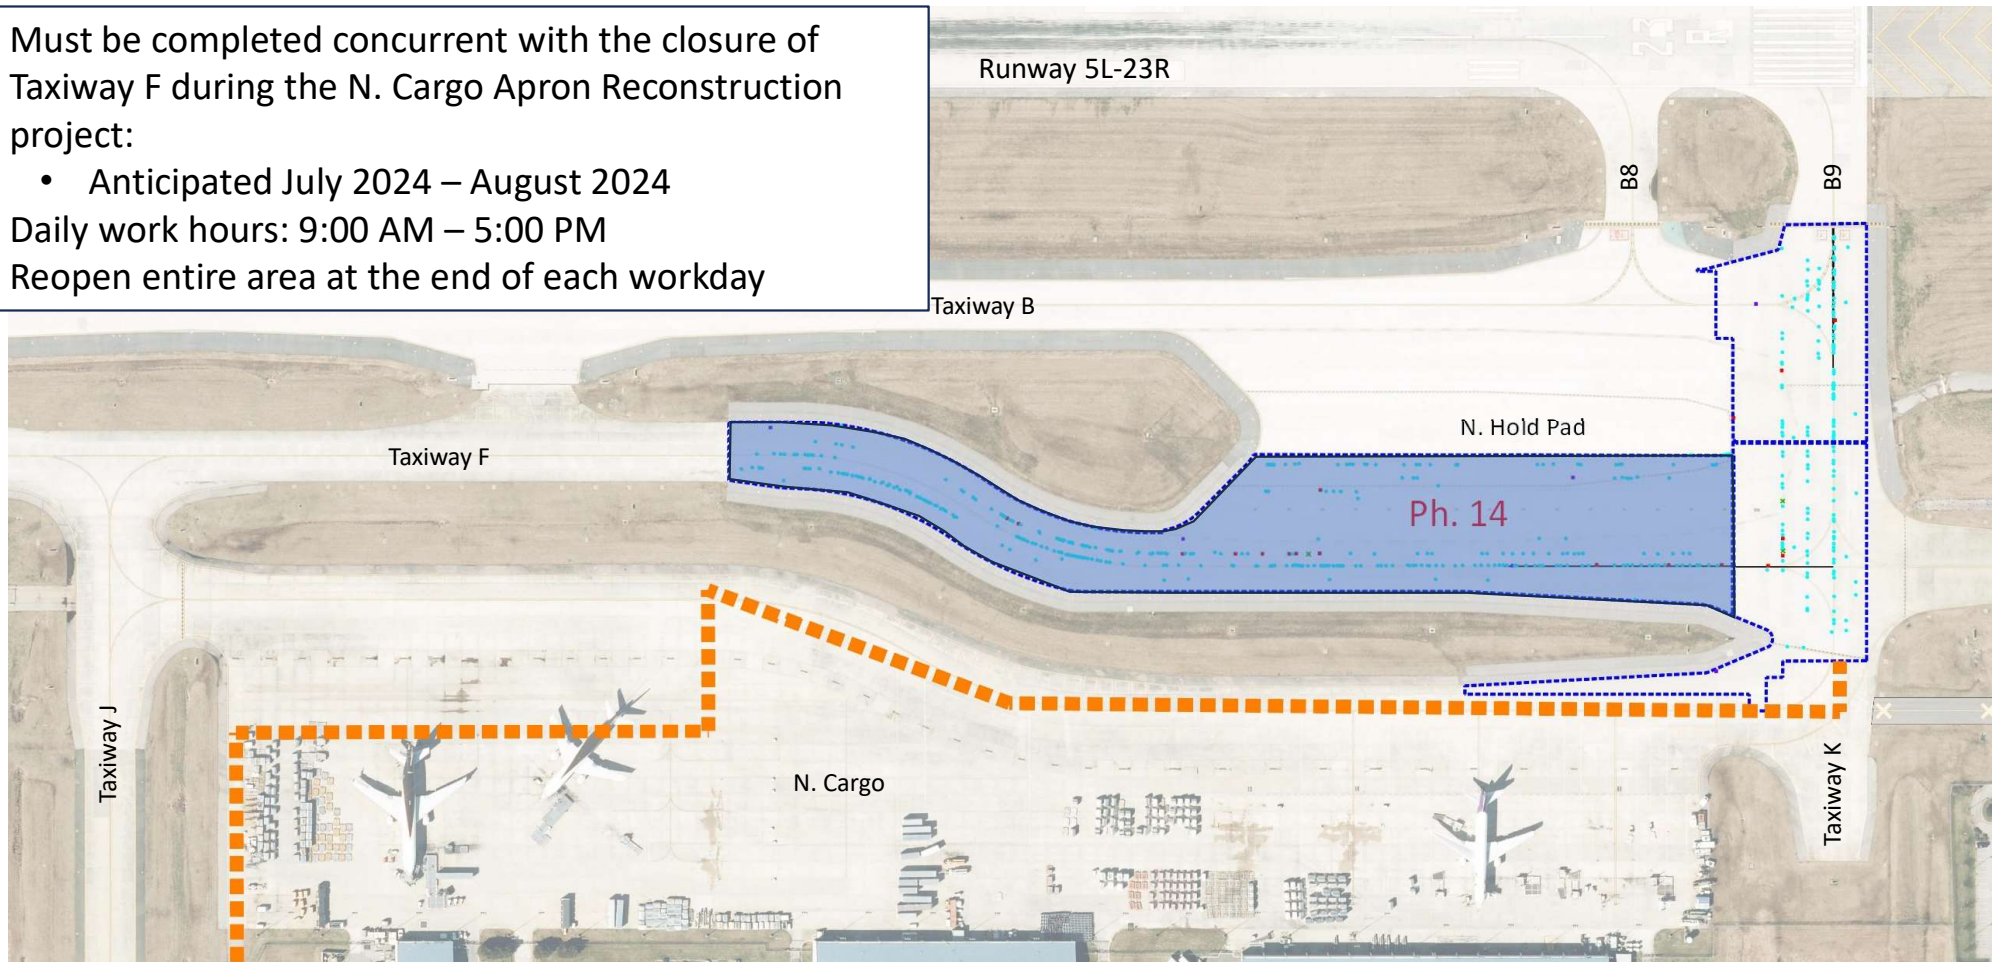 Must be completed concurrent with the closure of
Taxiway F during the N. Cargo Apron Reconstruction
project:
• Anticipated July 2024 – August 2024
Daily work hours: 9:00 AM – 5:00 PM
Reopen entire area at the end of each workday
Runway 5L-23R
23
B8
B9
Taxiway B
N. Hold Pad
Taxiway F
Ph. 14
Taxiway J
N. Cargo
Taxiway K